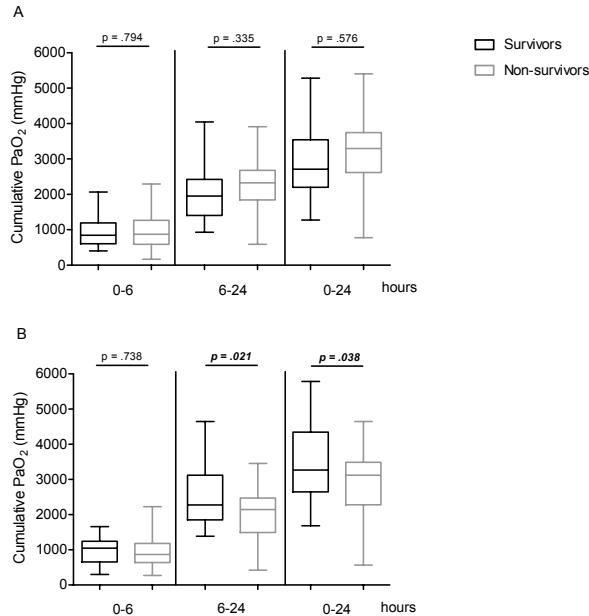 A
p = .794
p = .335
p = .576
Survivors
Non-survivors
Cumulative PaO2 (mmHg)
6000
5000
4000
3000
2000
1000
0
0-6
6-24
0-24
hours
B
p = .738
p = .021
p = .038
Cumulative PaO2 (mmHg)
6000
5000
4000
3000
2000
1000
0
0-6
6-24
0-24
hours